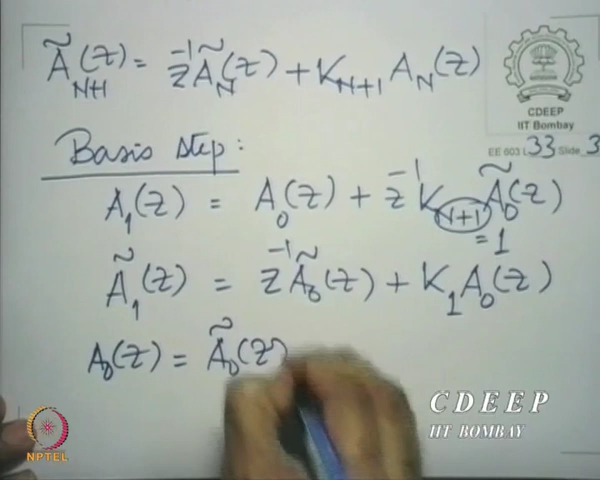 Ã_{N+1}(z) = z^{-1} Ã_N(z) + K_{N+1} A_N(z)
CDEEP
IIT Bombay
EE 603 L 33 Slide 3
Basis step:
A_1(z) = A_0(z) + z^{-1} K_{N+1} Ã_0(z)
= 1
Ã_1(z) = z^{-1} Ã_0(z) + K_1 A_0(z)
A_0(z) = Ã_0(z)
CDEEP
IIT BOMBAY
NPTEL